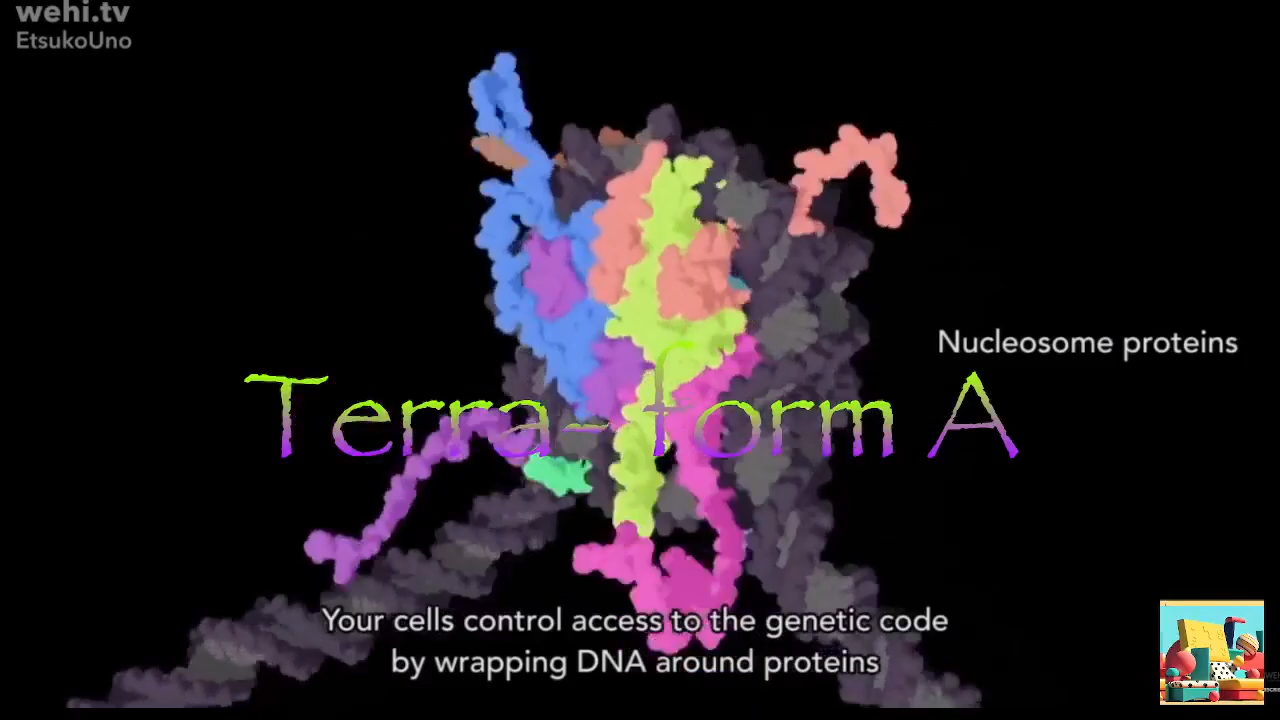 wehi.tv
EtsukoUno
Nucleosome proteins
Terra-form A
Your cells control access to the genetic code
by wrapping DNA around proteins